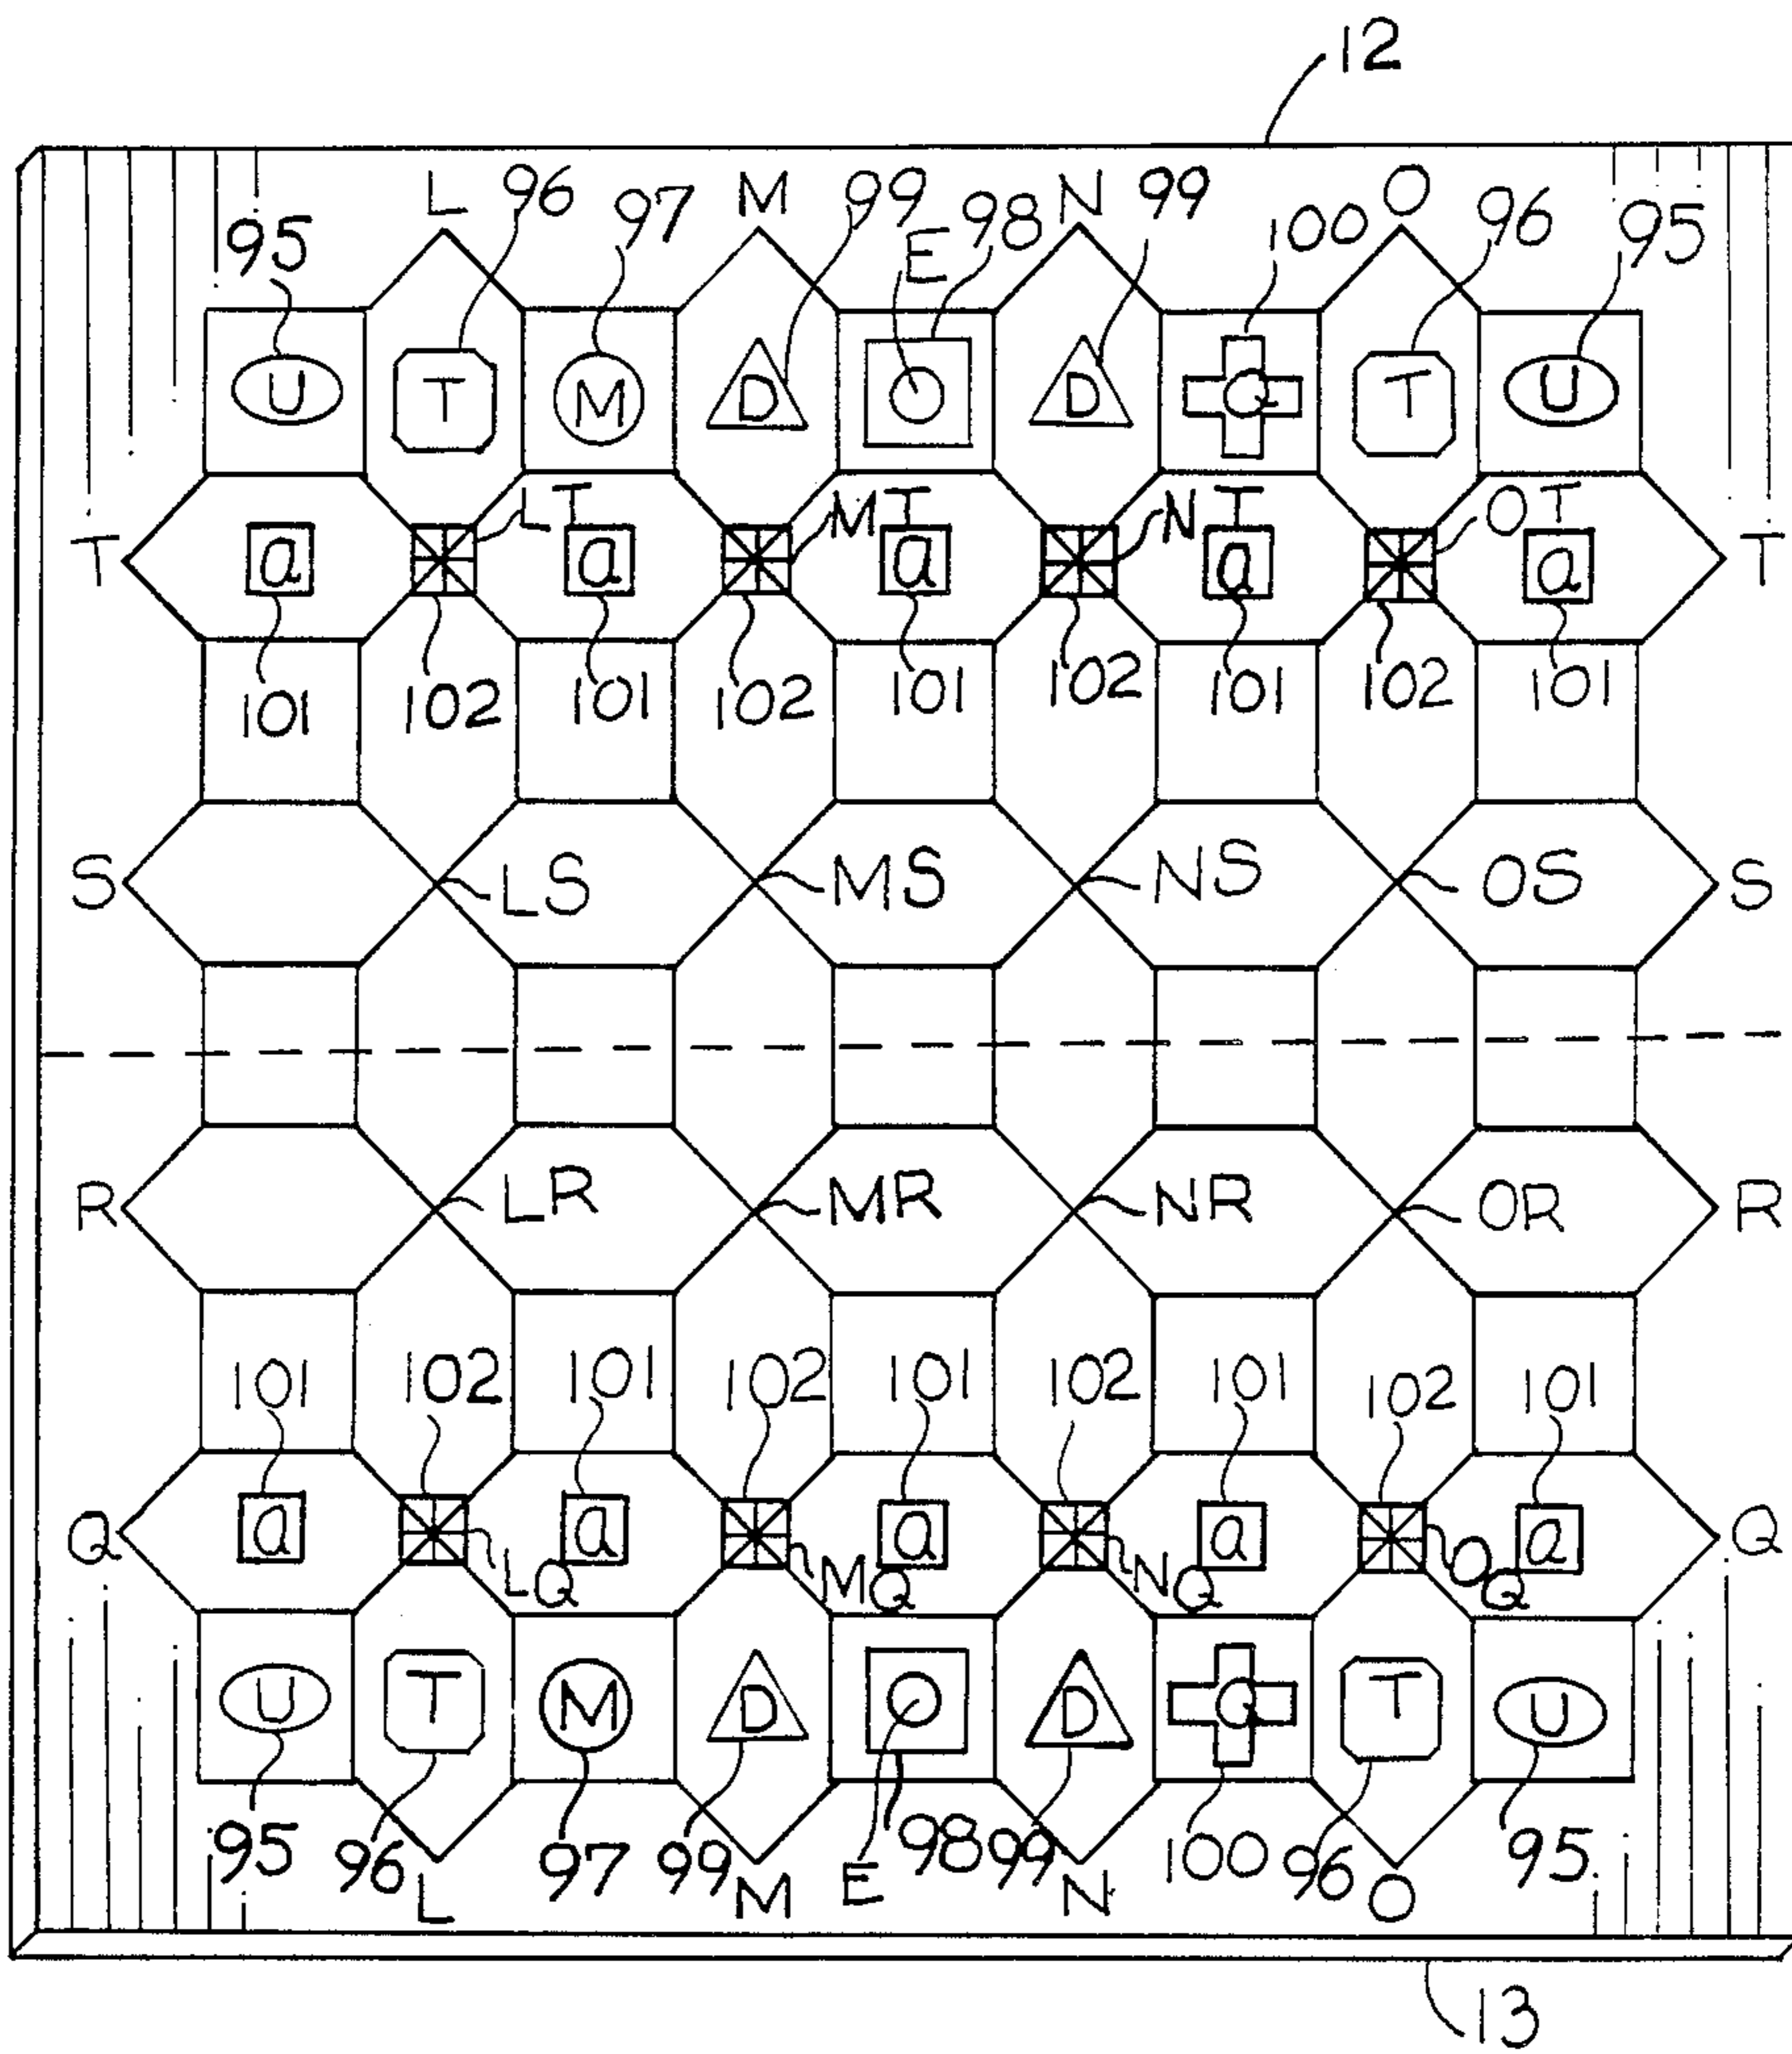 12
L 96 97 M 99 E 98 N 99 100 O 96 95
95
U T M D D Q T U
LT MT NT OT
T a a a a a T
101 102 101 102 101 102 101 102 101
S LS MS NS OS S
R LR MR NR OR R
101 102 101 102 101 102 101 102 101
Q a a a a a Q
LQ MQ NQ OQ
U T M D D Q T U
95 96 97 99 98 99 100 96 95
L M E N O
13